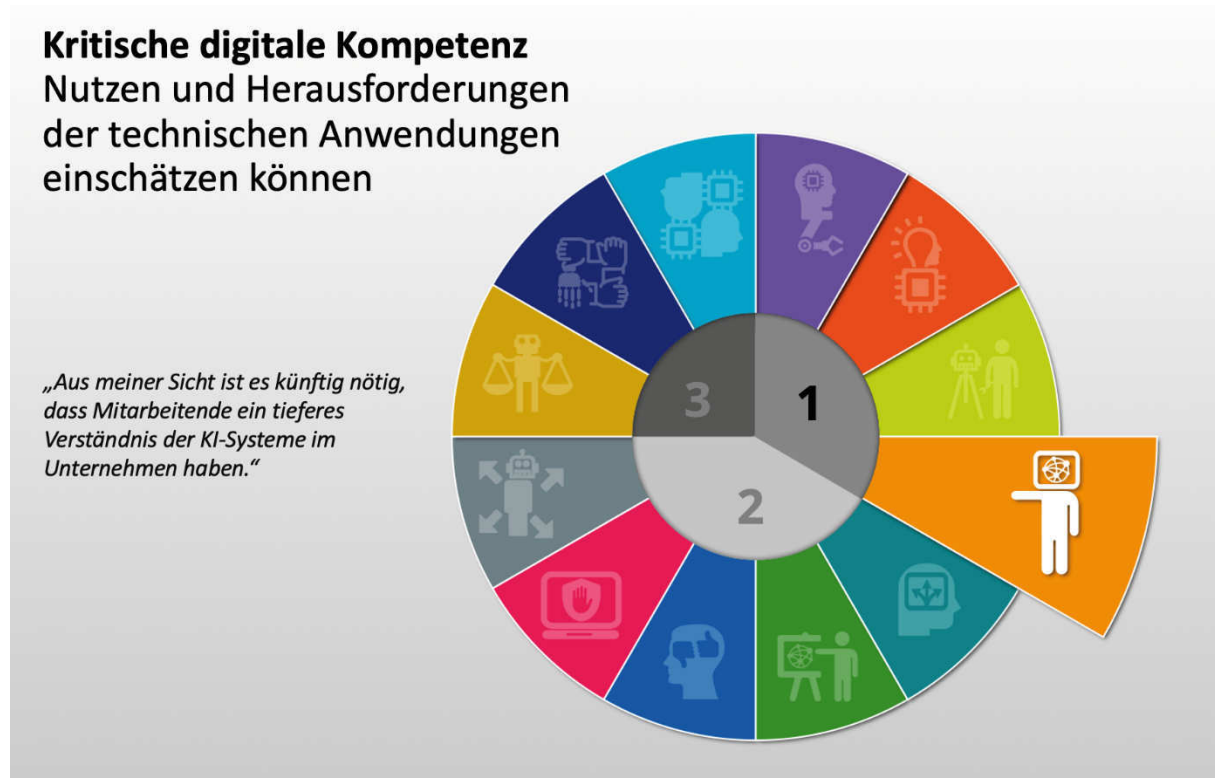 Kritische digitale Kompetenz
Nutzen und Herausforderungen
der technischen Anwendungen
einschätzen können
„Aus meiner Sicht ist es künftig nötig,
dass Mitarbeitende ein tieferes
Verständnis der KI-Systeme im
Unternehmen haben.“
3
1
2